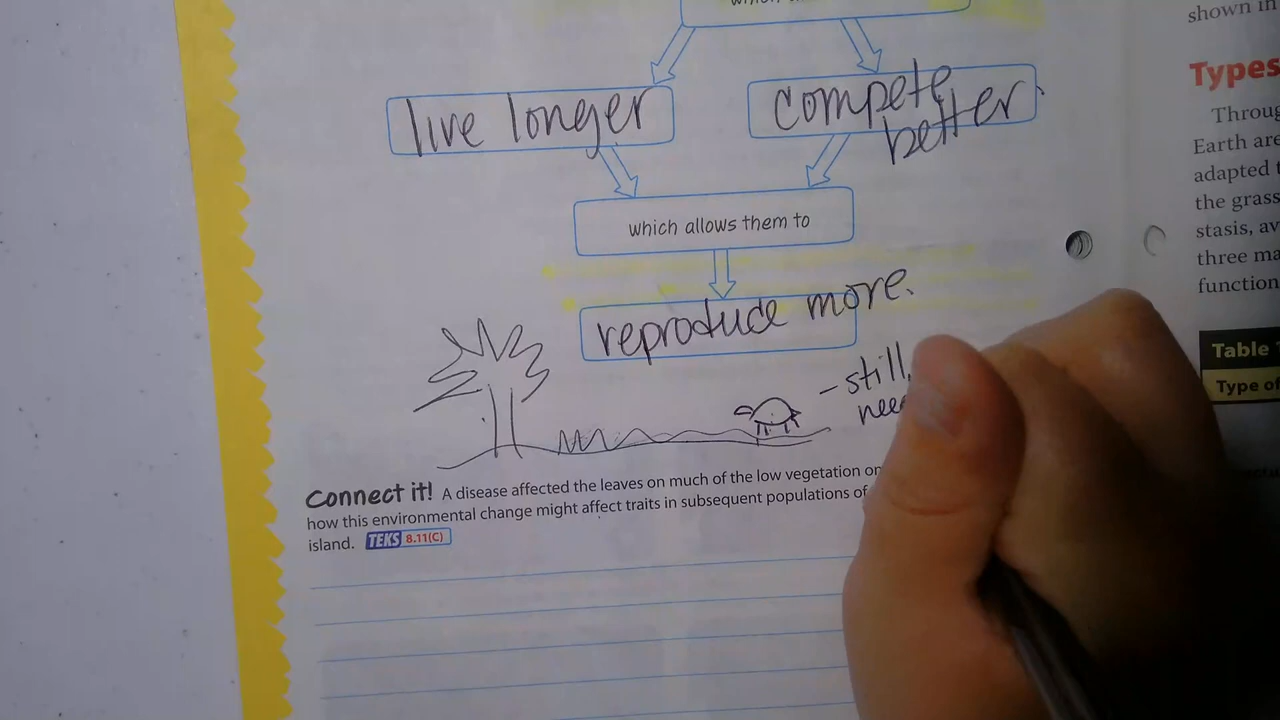 shown in
live longer
compete
better.
which allows them to
reproduce more.
- still
Connect it! A disease affected the leaves on much of the low vegetation
how this environmental change might affect traits in subsequent populations of
island. TEKS 8.11(C)
Types
Throug
Earth are
adapted
the grass
stasis, av
three ma
function
Table
Type of